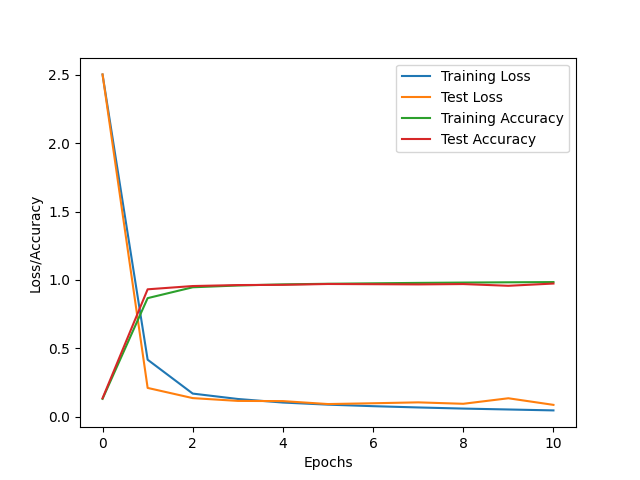 2.5
2.0
1.5
1.0
0.5
0.0
Loss/Accuracy
Training Loss
Test Loss
Training Accuracy
Test Accuracy
0 2 4 6 8 10
Epochs